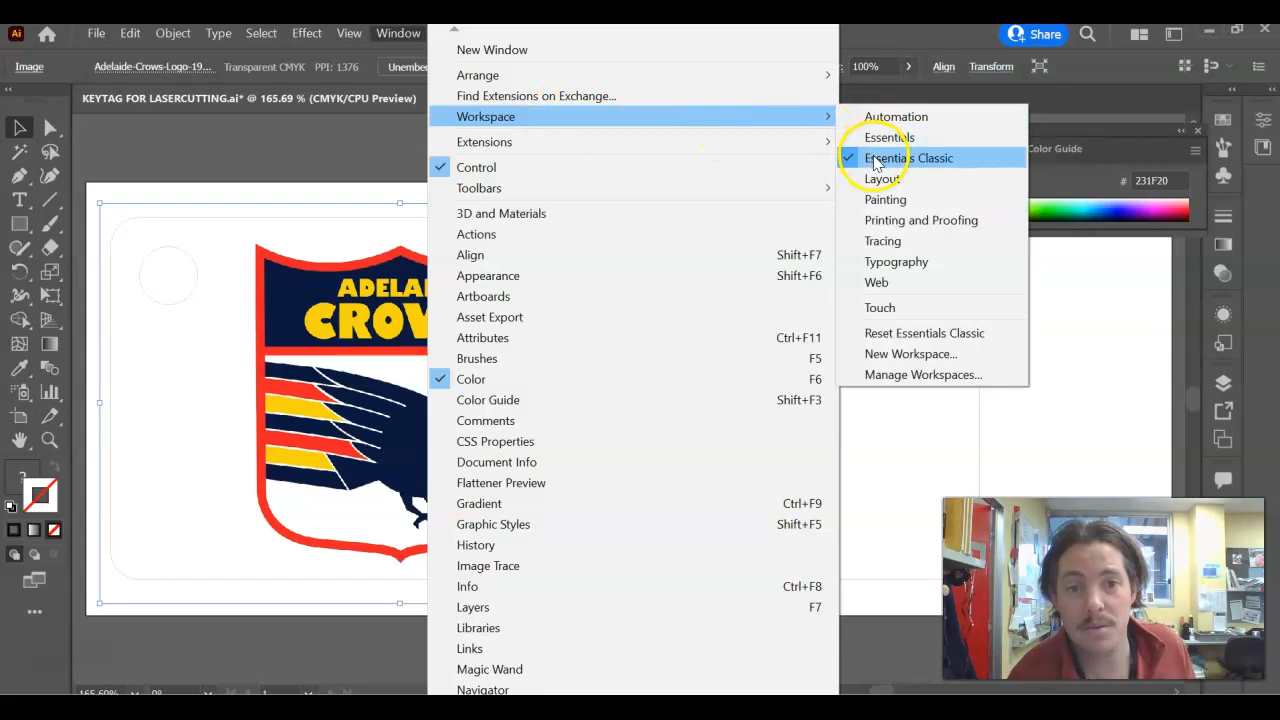 Ai
File Edit Object Type Select Effect View Window
Share
Image
Adelaide-Crows-Logo-19...
Transparent CMYK
PPI: 1376
Unembed
100%
Align
Transform
KEYTAG FOR LASERCUTTING.ai* @ 165.69 % (CMYK/CPU Preview)
New Window
Arrange
Find Extensions on Exchange...
Workspace
Extensions
Control
Toolbars
3D and Materials
Actions
Align Shift+F7
Appearance Shift+F6
Artboards
Asset Export
Attributes Ctrl+F11
Brushes F5
Color F6
Color Guide Shift+F3
Comments
CSS Properties
Document Info
Flattener Preview
Gradient Ctrl+F9
Graphic Styles Shift+F5
History
Image Trace
Info Ctrl+F8
Layers F7
Libraries
Links
Magic Wand
Navigator
Automation
Essentials
Essentials Classic
Layout
Painting
Printing and Proofing
Tracing
Typography
Web
Touch
Reset Essentials Classic
New Workspace...
Manage Workspaces...
Color Guide
# 231F20
ADELAI
CROW
165.69%
0°
1